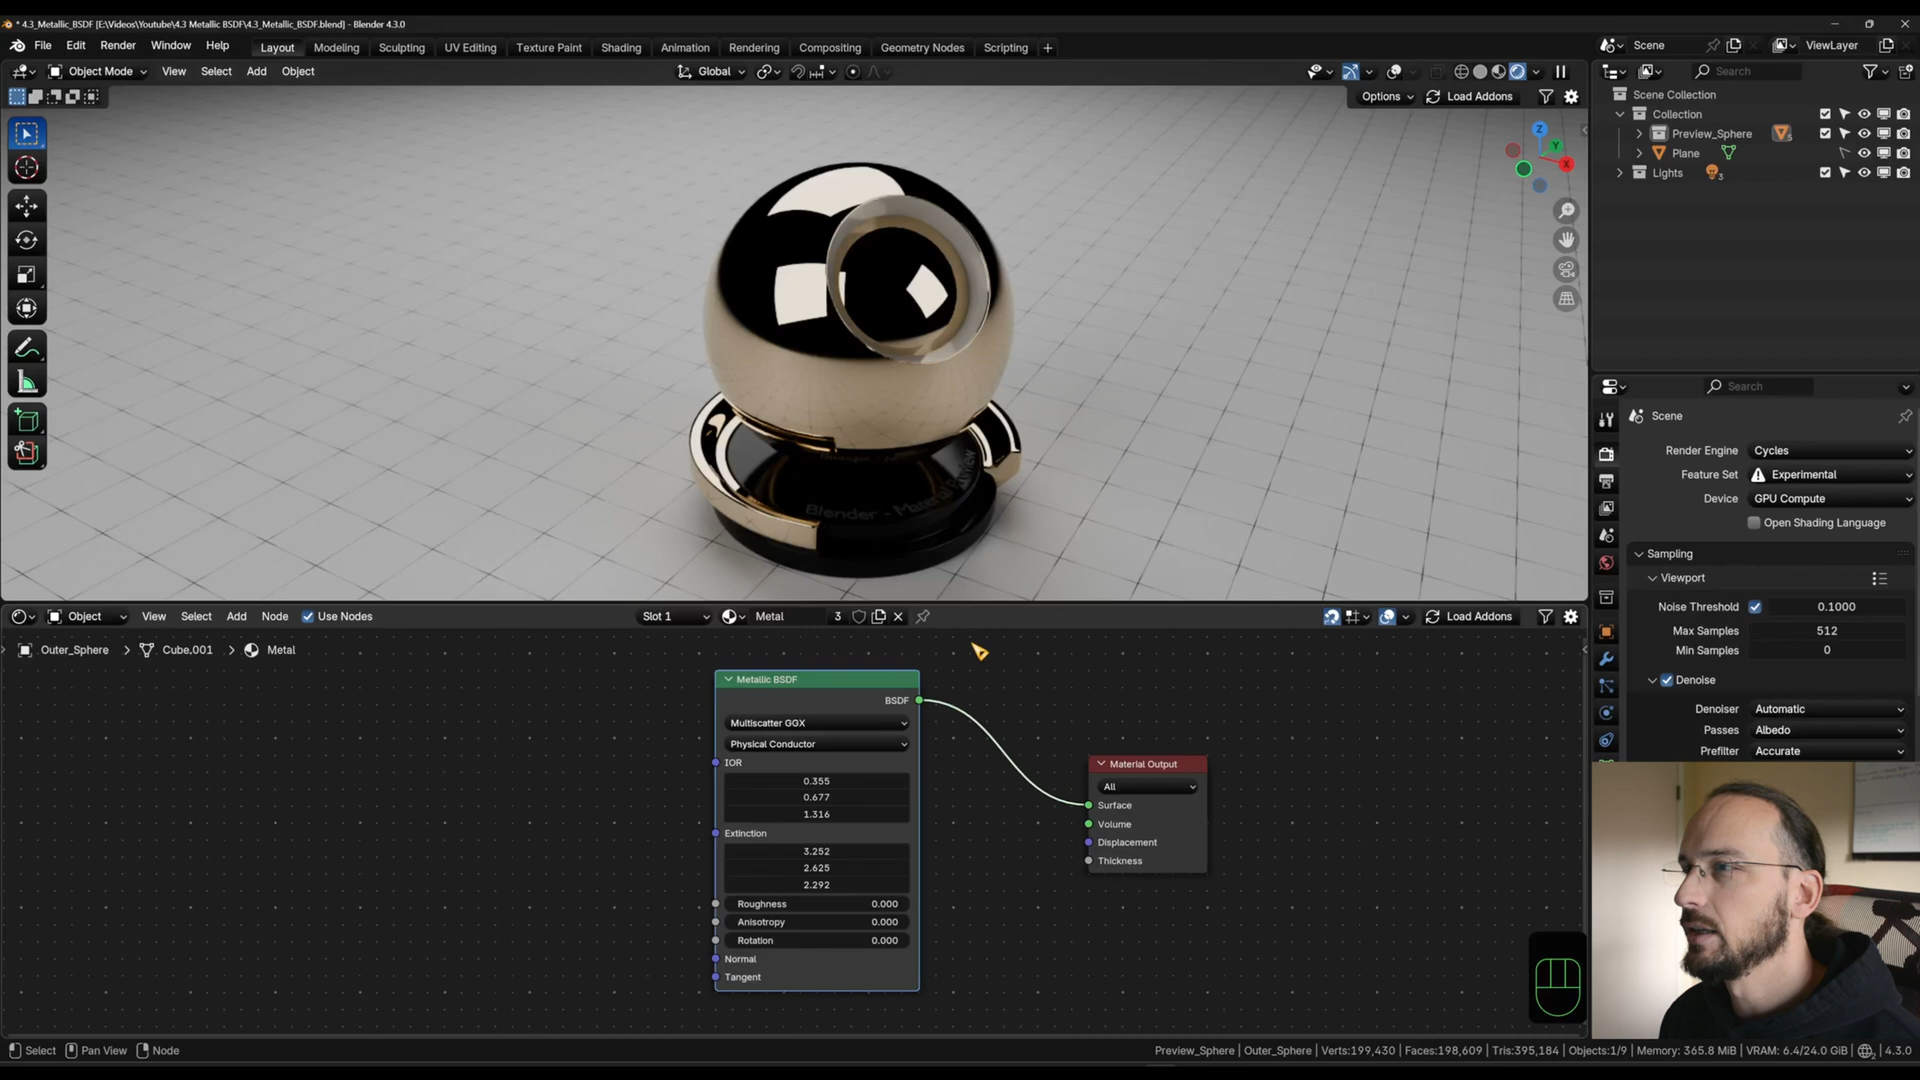 * 4.3_Metallic_BSDF [E:\Videos\Youtube\4.3 Metallic BSDF\4.3_Metallic_BSDF.blend] - Blender 4.3.0
File Edit Render Window Help Layout Modeling Sculpting UV Editing Texture Paint Shading Animation Rendering Compositing Geometry Nodes Scripting + Scene ViewLayer
Object Mode View Select Add Object Global Search
Options Load Addons Scene Collection
Collection
Z
Y
X
Preview_Sphere 5
Plane
Lights 3
Search
Scene
Render Engine Cycles
Feature Set Experimental
Device GPU Compute
Open Shading Language
Sampling
Viewport
Noise Threshold 0.1000
Max Samples 512
Min Samples 0
Denoise
Denoiser Automatic
Passes Albedo
Prefilter Accurate
Blender - Material Preview
Object View Select Add Node Use Nodes Slot 1 Metal 3 Load Addons
Outer_Sphere > Cube.001 > Metal
Metallic BSDF
BSDF
Multiscatter GGX
Physical Conductor
IOR
0.355
0.677
1.316
Extinction
3.252
2.625
2.292
Roughness 0.000
Anisotropy 0.000
Rotation 0.000
Normal
Tangent
Material Output
All
Surface
Volume
Displacement
Thickness
Select Pan View Node Preview_Sphere | Outer_Sphere | Verts:199,430 | Faces:198,609 | Tris:395,184 | Objects:1/9 | Memory: 365.8 MiB | VRAM: 6.4/24.0 GiB | 2 | 4.3.0